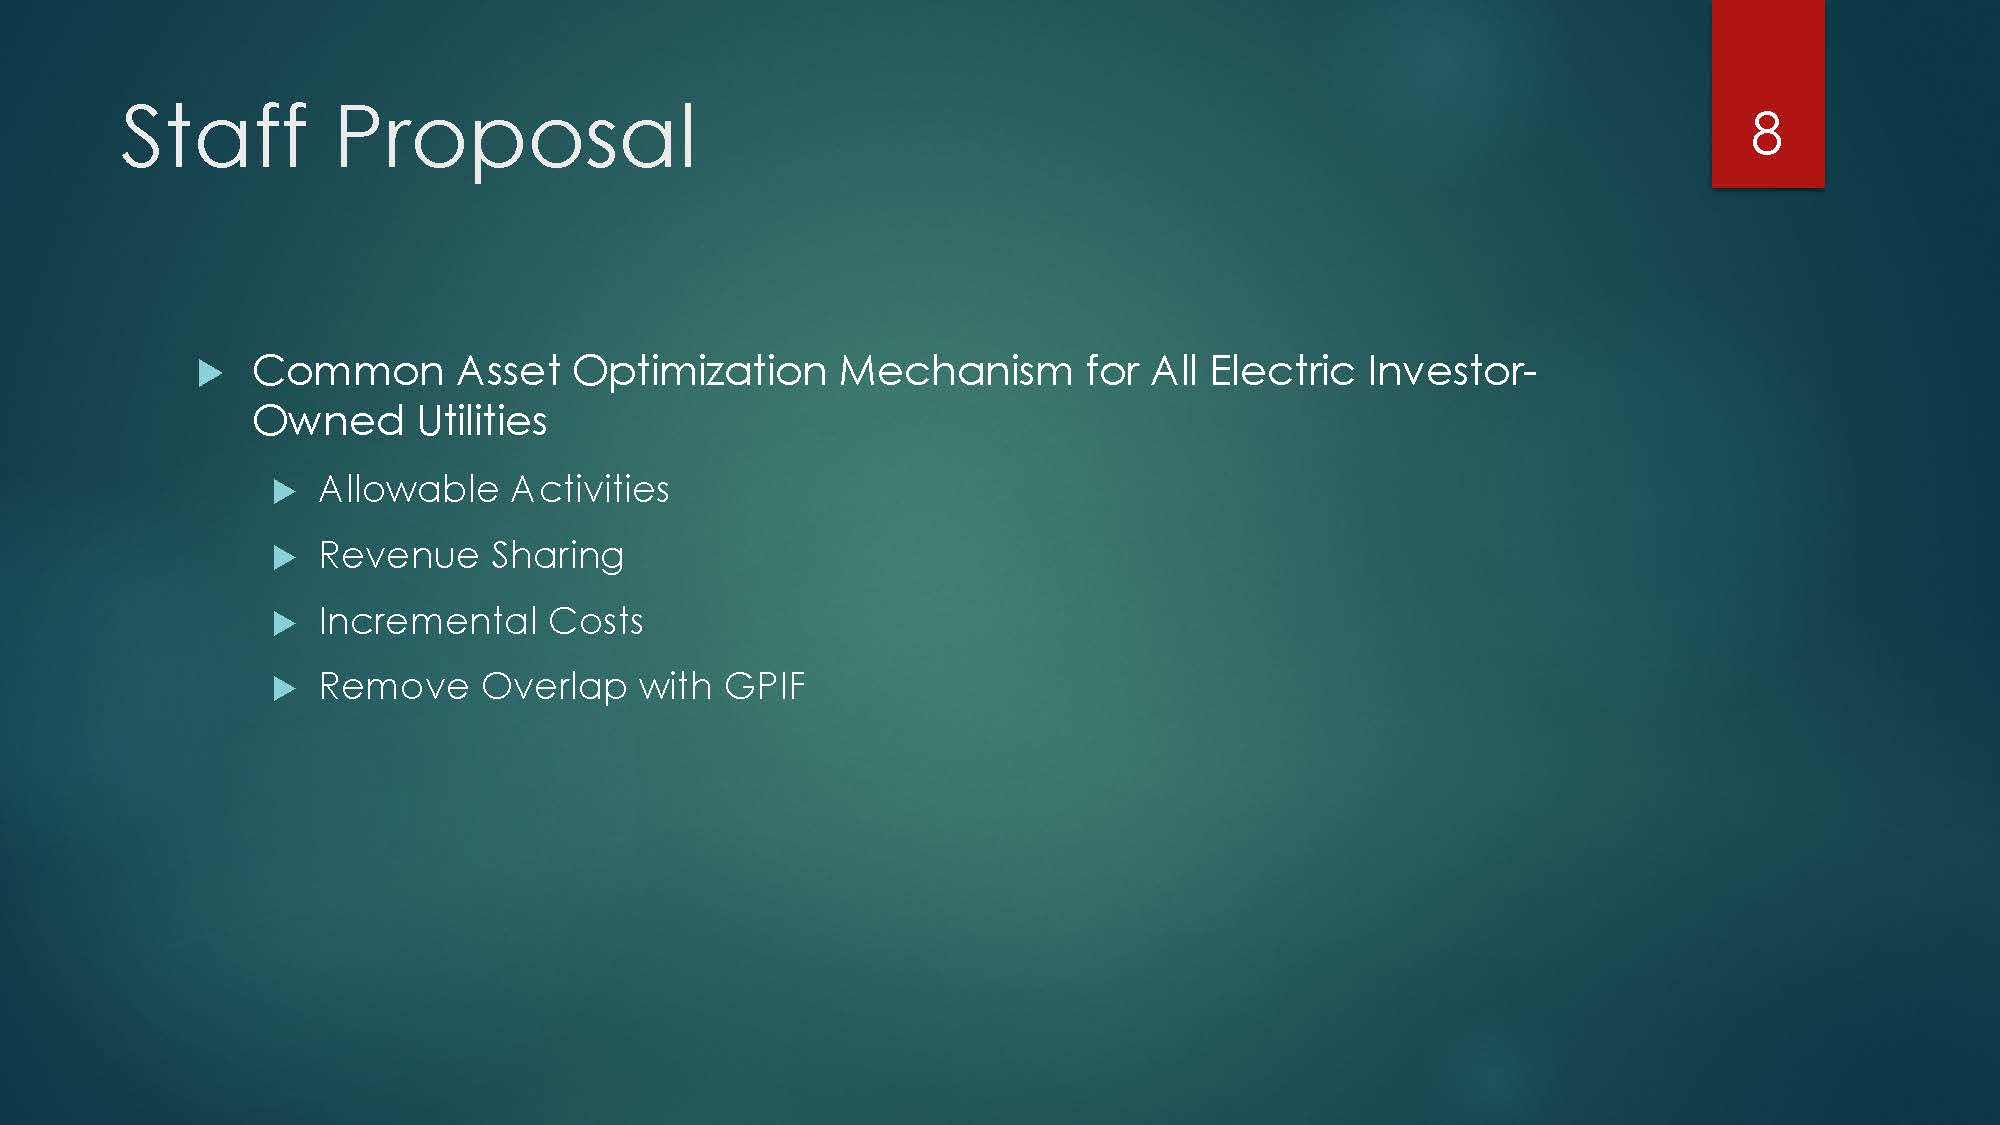 Staff Proposal
8
Common Asset Optimization Mechanism for All Electric Investor-
Owned Utilities
Allowable Activities
Revenue Sharing
Incremental Costs
Remove Overlap with GPIF